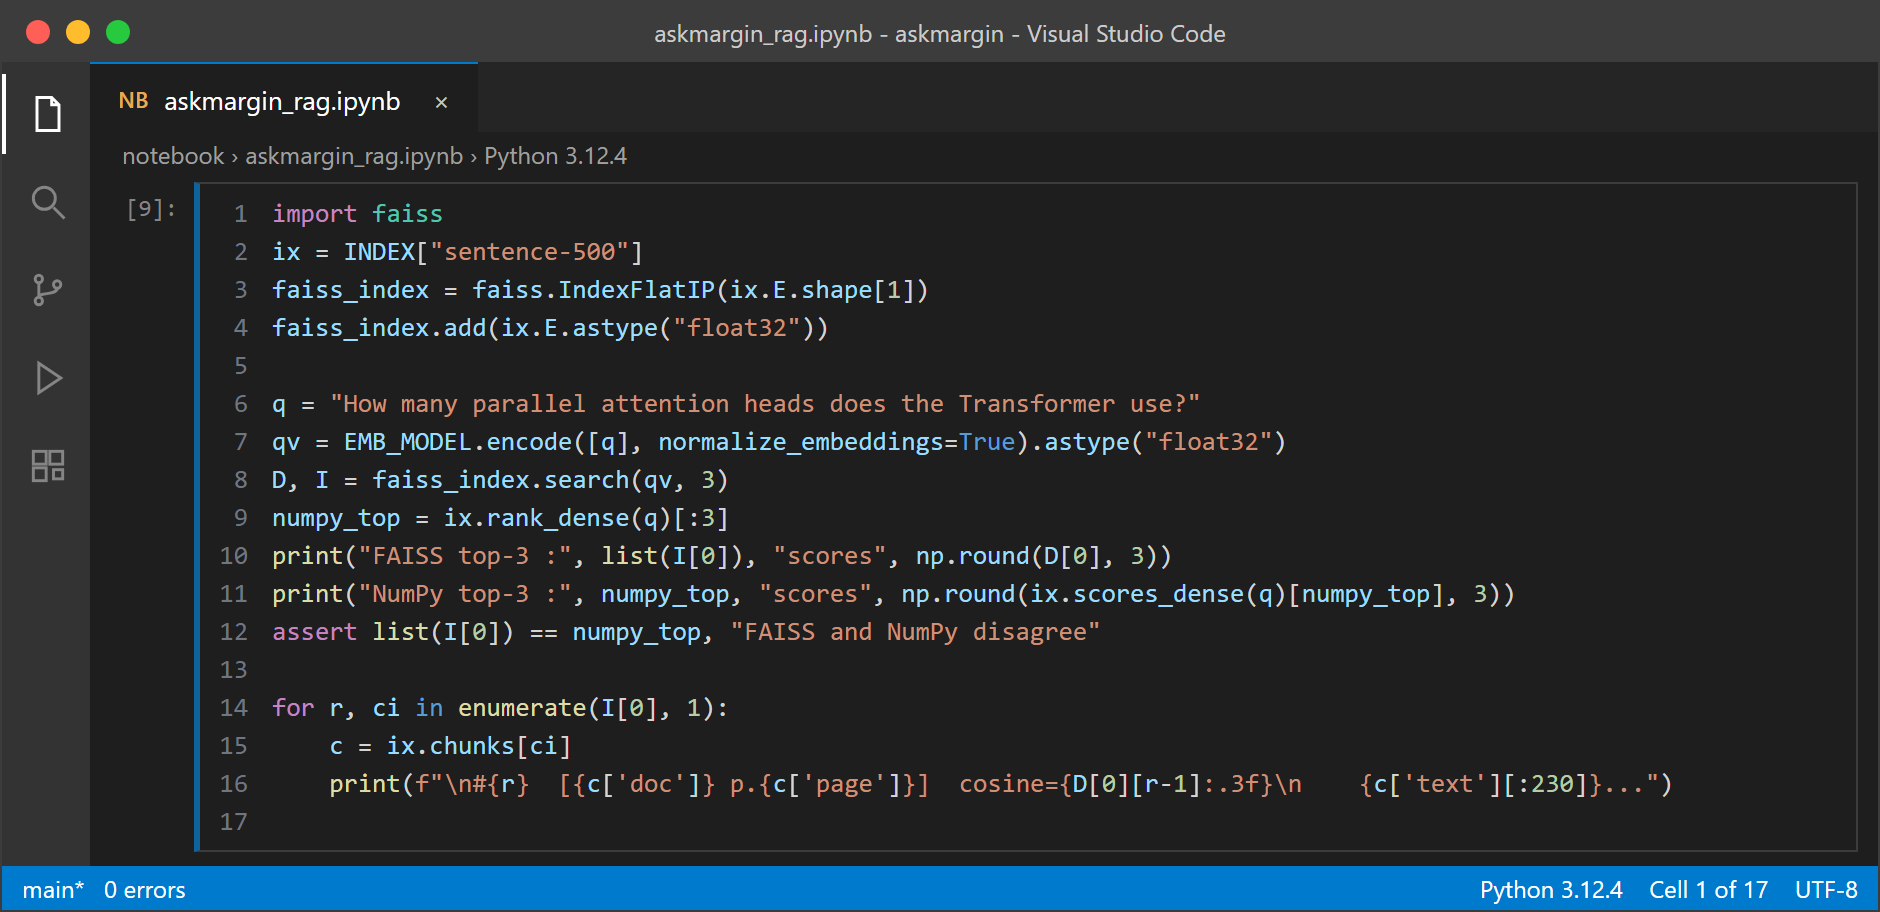 askmargin_rag.ipynb - askmargin - Visual Studio Code
NB askmargin_rag.ipynb ×
notebook › askmargin_rag.ipynb › Python 3.12.4
[9]:
1 import faiss
2 ix = INDEX["sentence-500"]
3 faiss_index = faiss.IndexFlatIP(ix.E.shape[1])
4 faiss_index.add(ix.E.astype("float32"))
5
6 q = "How many parallel attention heads does the Transformer use?"
7 qv = EMB_MODEL.encode([q], normalize_embeddings=True).astype("float32")
8 D, I = faiss_index.search(qv, 3)
9 numpy_top = ix.rank_dense(q)[:3]
10 print("FAISS top-3 :", list(I[0]), "scores", np.round(D[0], 3))
11 print("NumPy top-3 :", numpy_top, "scores", np.round(ix.scores_dense(q)[numpy_top], 3))
12 assert list(I[0]) == numpy_top, "FAISS and NumPy disagree"
13
14 for r, ci in enumerate(I[0], 1):
15     c = ix.chunks[ci]
16     print(f"\n#{r}  [{c['doc']} p.{c['page']}]  cosine={D[0][r-1]:.3f}\n    {c['text'][:230]}...")
17
main* 0 errors Python 3.12.4 Cell 1 of 17 UTF-8